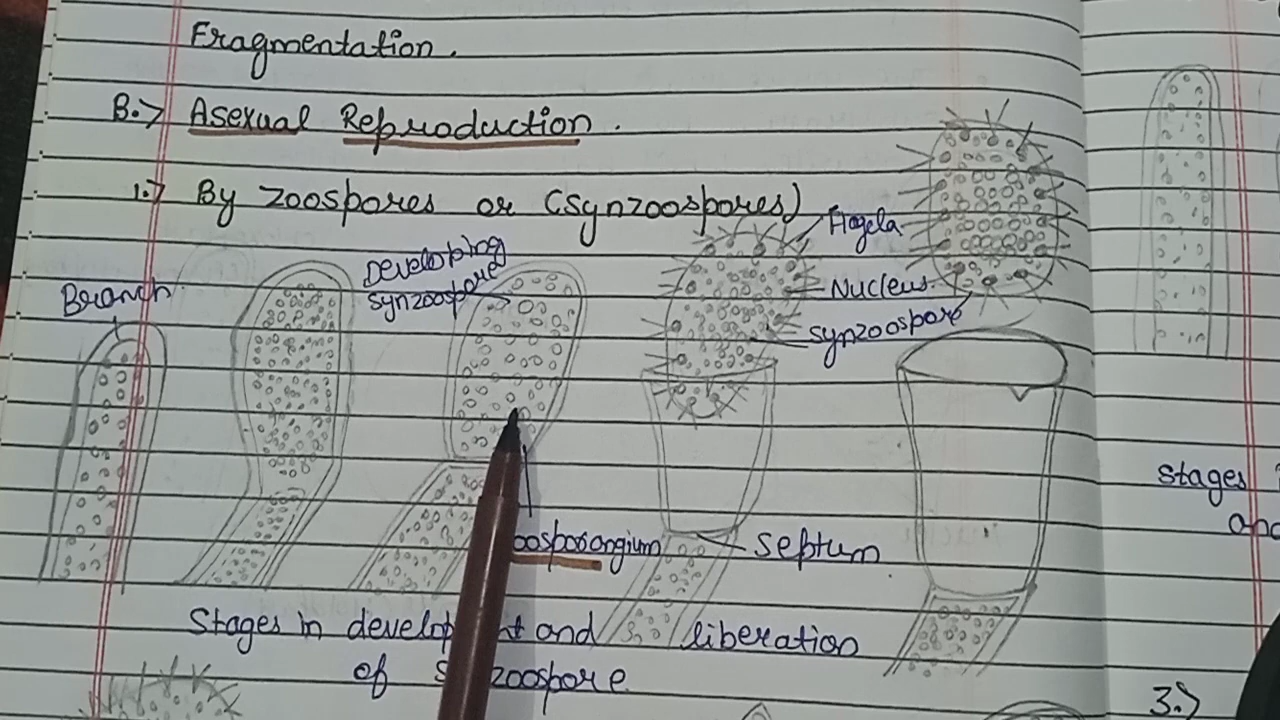 Fragmentation.
B.> Asexual Reproduction.
1.> By zoospores or (synzoospores)
Flagela
Developing
synzoospore
Branch
Nucleus
synzoospore
stages
oosporangium
septum
Stages in develop t and liberation
of S zoospore.
3.>